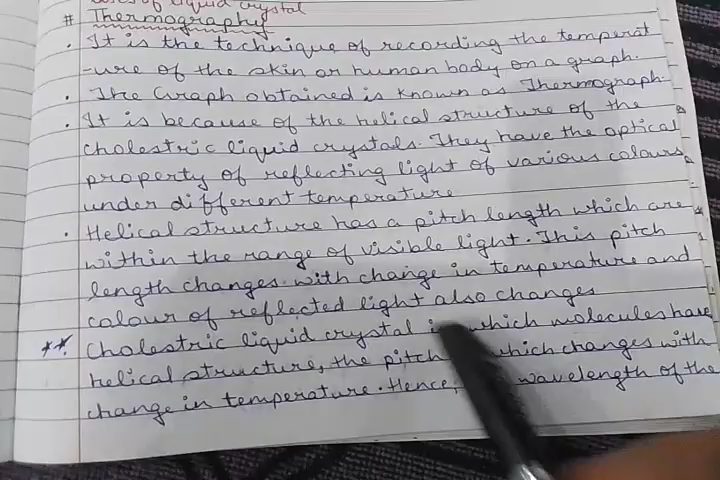 uses of liquid crystal
# Thermography
. It is the technique of recording the temperat
-ure of the skin or human body on a graph.
. The Graph obtained is known as Thermograph.
. It is because of the helical structure of the
cholestric liquid crystals. They have the optical
property of reflecting light of various colours
under different temperature
. Helical structure has a pitch length which are
within the range of visible light. This pitch
length changes with change in temperature and
colour of reflected light also changes
** Cholestric liquid crystal in which molecules have
helical structure, the pitch which changes with
change in temperature. Hence, wavelength of the